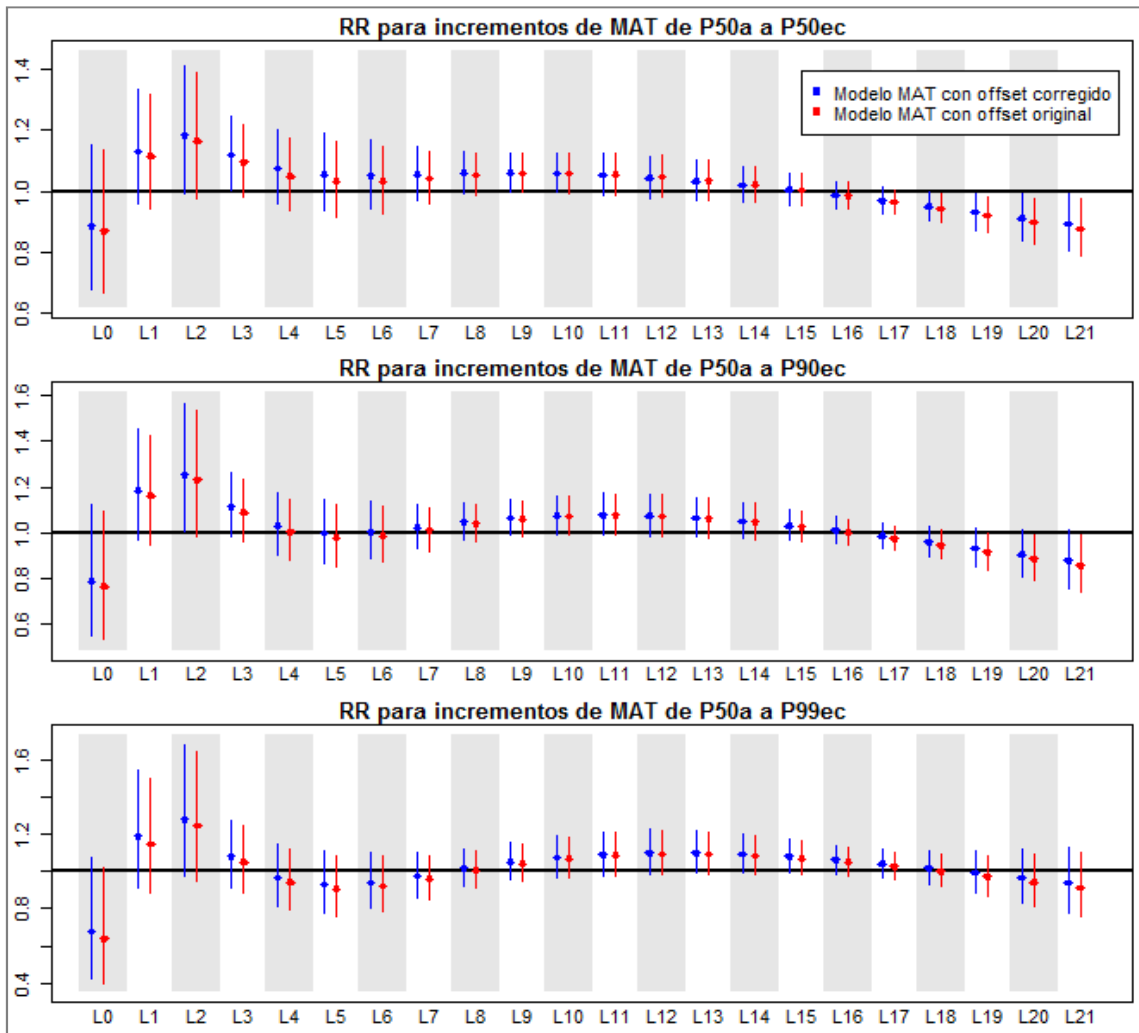 RR para incrementos de MAT de P50a a P50ec
1.4
1.2
1.0
0.8
0.6
Modelo MAT con offset corregido
Modelo MAT con offset original
L0 L1 L2 L3 L4 L5 L6 L7 L8 L9 L10 L11 L12 L13 L14 L15 L16 L17 L18 L19 L20 L21
RR para incrementos de MAT de P50a a P90ec
1.6
1.4
1.2
1.0
0.8
0.6
L0 L1 L2 L3 L4 L5 L6 L7 L8 L9 L10 L11 L12 L13 L14 L15 L16 L17 L18 L19 L20 L21
RR para incrementos de MAT de P50a a P99ec
1.6
1.2
0.8
0.4
L0 L1 L2 L3 L4 L5 L6 L7 L8 L9 L10 L11 L12 L13 L14 L15 L16 L17 L18 L19 L20 L21